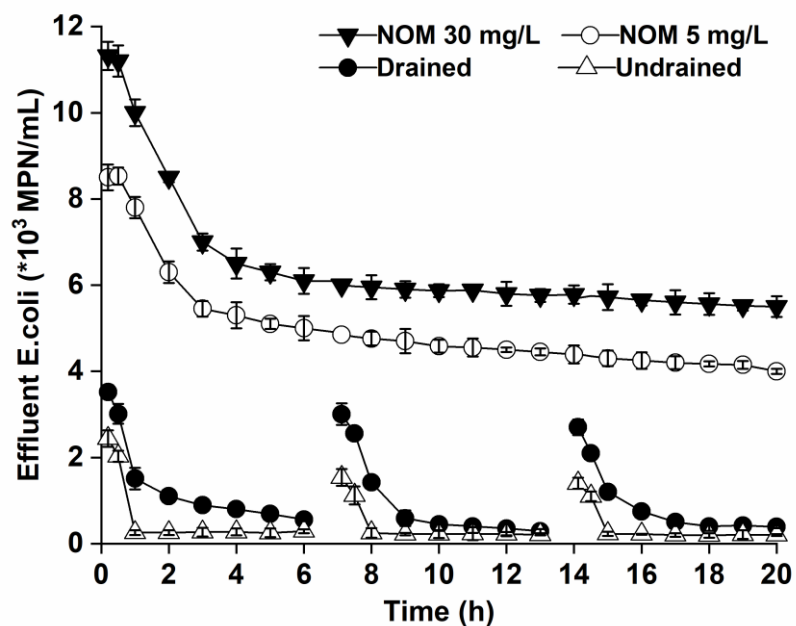 NOM 30 mg/L NOM 5 mg/L
Drained Undrained
12
10
8
6
4
2
0
Effluent E.coli (*10³ MPN/mL)
0 2 4 6 8 10 12 14 16 18 20
Time (h)